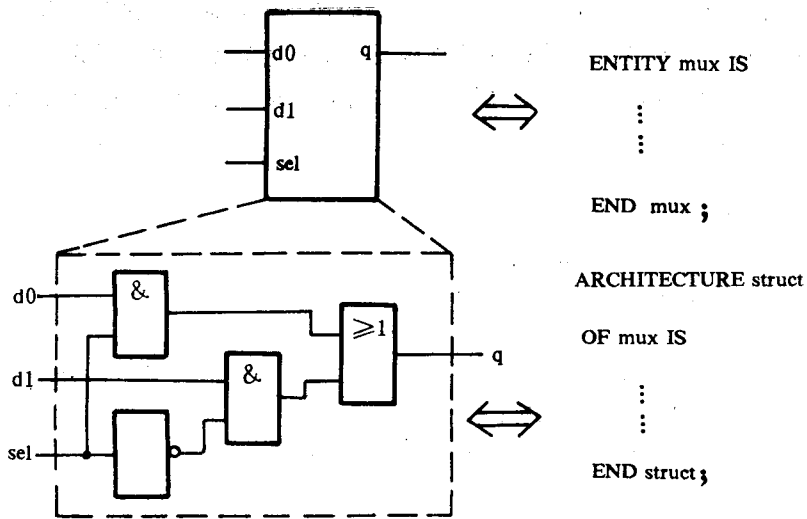 d0 q
d1
sel
ENTITY mux IS
⋮
END mux ;
d0
&
d1
&
sel
≥1
q
ARCHITECTURE struct
OF mux IS
⋮
END struct ;